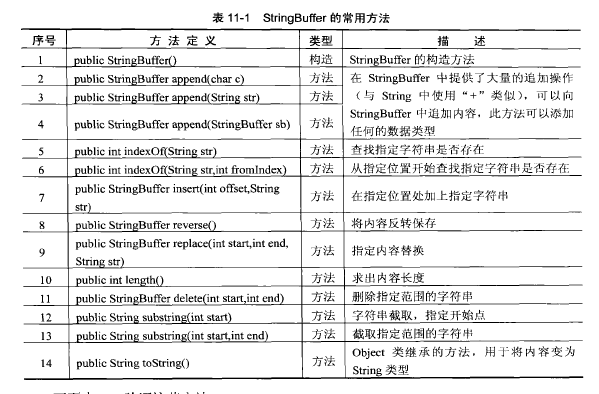 表 11-1 StringBuffer 的常用方法
序号 方法定义 类型 描述
1 public StringBuffer() 构造 StringBuffer 的构造方法
2 public StringBuffer append(char c) 方法 在 StringBuffer 中提供了大量的追加操作
3 public StringBuffer append(String str) 方法 （与 String 中使用“+”类似），可以向
4 public StringBuffer append(StringBuffer sb) 方法 StringBuffer 中追加内容，此方法可以添加
任何的数据类型
5 public int indexOf(String str) 方法 查找指定字符串是否存在
6 public int indexOf(String str,int fromIndex) 方法 从指定位置开始查找指定字符串是否存在
7 public StringBuffer insert(int offset,String
str) 方法 在指定位置处加上指定字符串
8 public StringBuffer reverse() 方法 将内容反转保存
9 public StringBuffer replace(int start,int end,
String str) 方法 指定内容替换
10 public int length() 方法 求出内容长度
11 public StringBuffer delete(int start,int end) 方法 删除指定范围的字符串
12 public String substring(int start) 方法 字符串截取，指定开始点
13 public String substring(int start,int end) 方法 截取指定范围的字符串
14 public String toString() 方法 Object 类继承的方法，用于将内容变为
String 类型